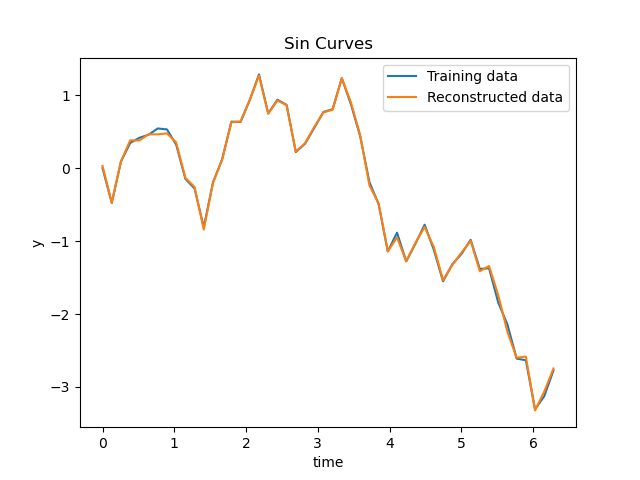 Sin Curves
Training data
Reconstructed data
1
0
−1
−2
−3
y
0 1 2 3 4 5 6
time